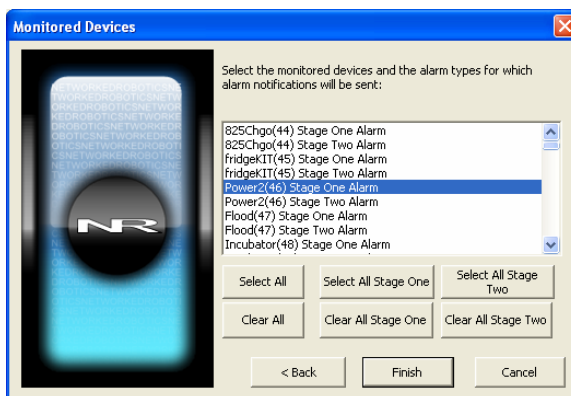 Monitored Devices
Select the monitored devices and the alarm types for which
alarm notifications will be sent:
825Chgo(44) Stage One Alarm
825Chgo(44) Stage Two Alarm
fridgeKIT(45) Stage One Alarm
fridgeKIT(45) Stage Two Alarm
Power2(46) Stage One Alarm
Power2(46) Stage Two Alarm
Flood(47) Stage One Alarm
Flood(47) Stage Two Alarm
Incubator(48) Stage One Alarm
NR
Select All
Select All Stage One
Select All Stage
Two
Clear All
Clear All Stage One
Clear All Stage Two
< Back
Finish
Cancel